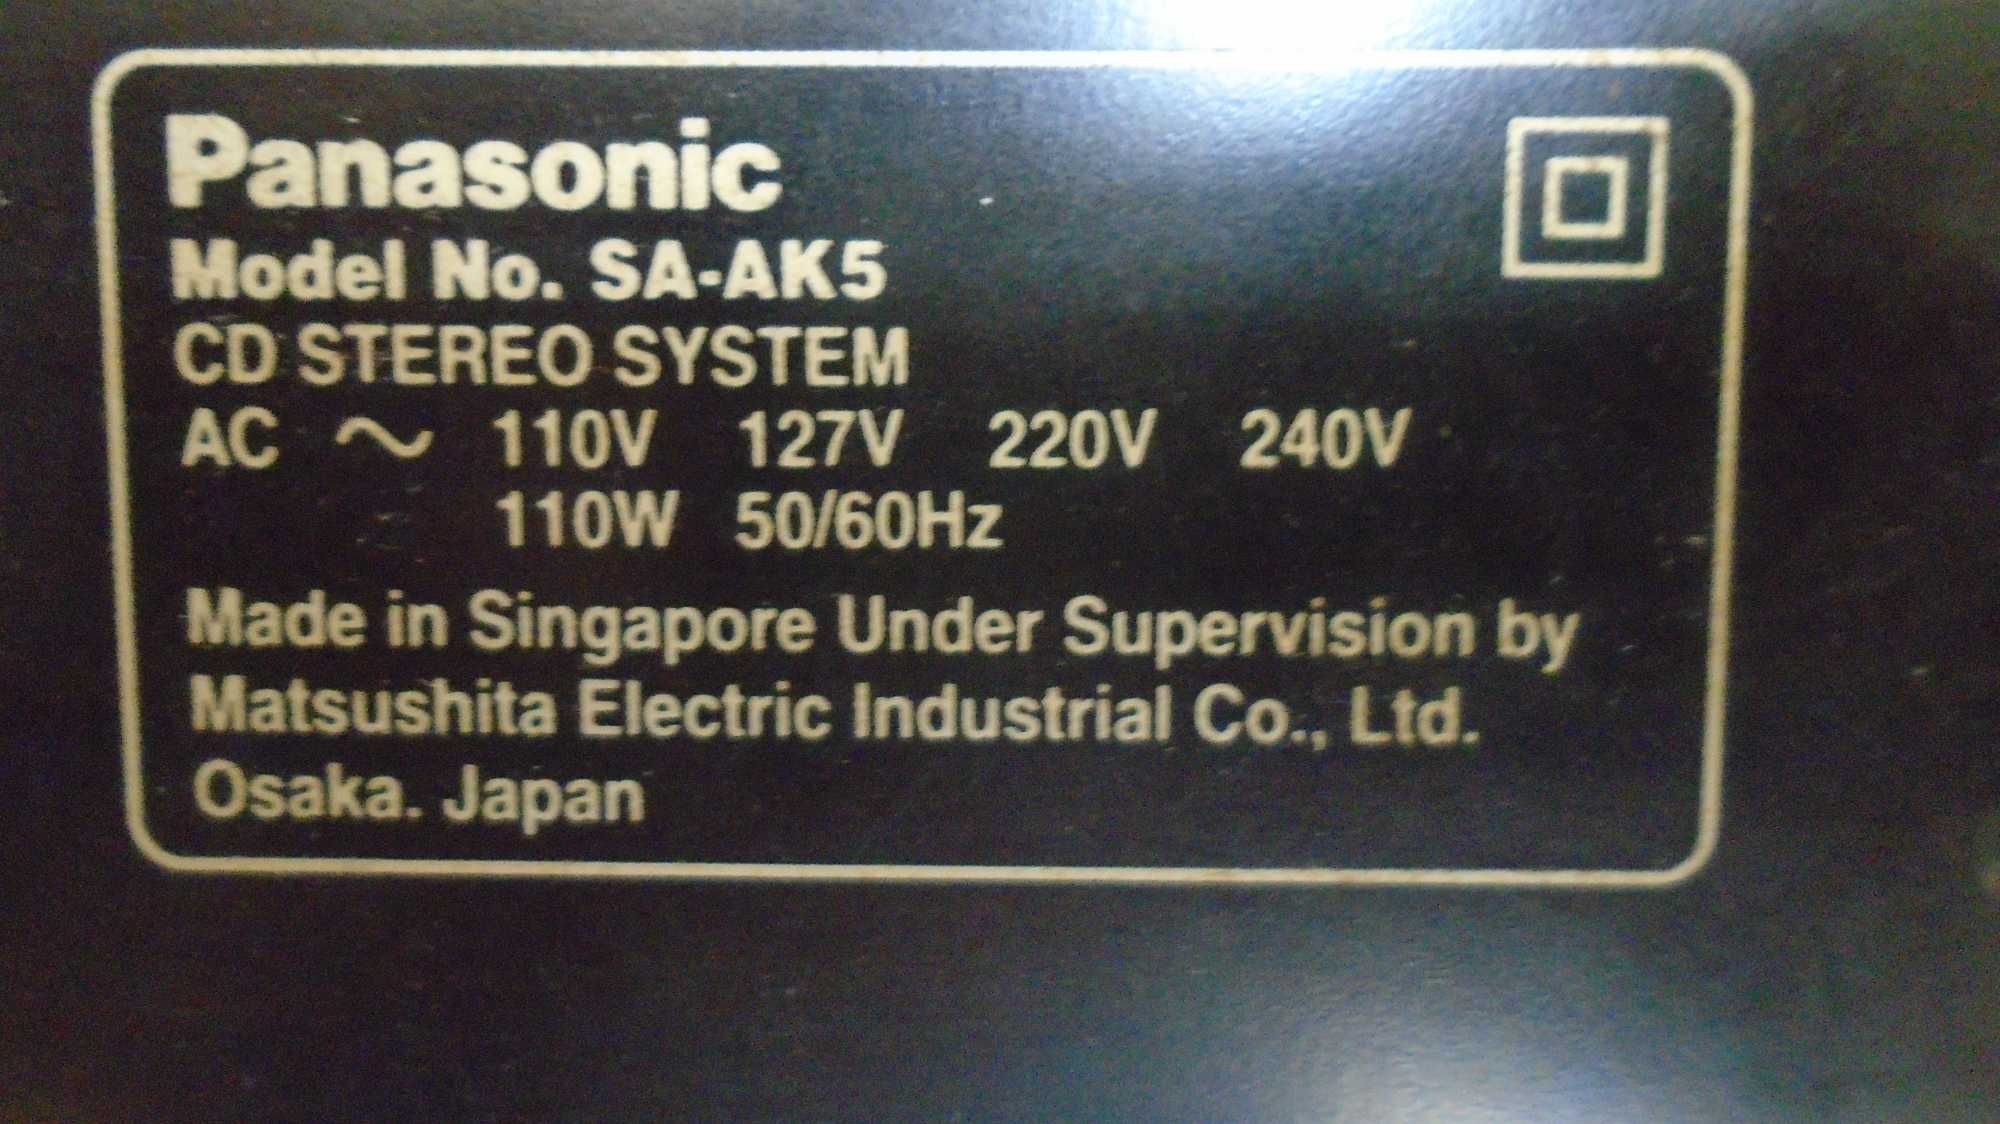 Panasonic
Model No. SA-AK5
CD STEREO SYSTEM
AC ～ 110V 127V 220V 240V
110W 50/60Hz
Made in Singapore Under Supervision by
Matsushita Electric Industrial Co., Ltd.
Osaka. Japan